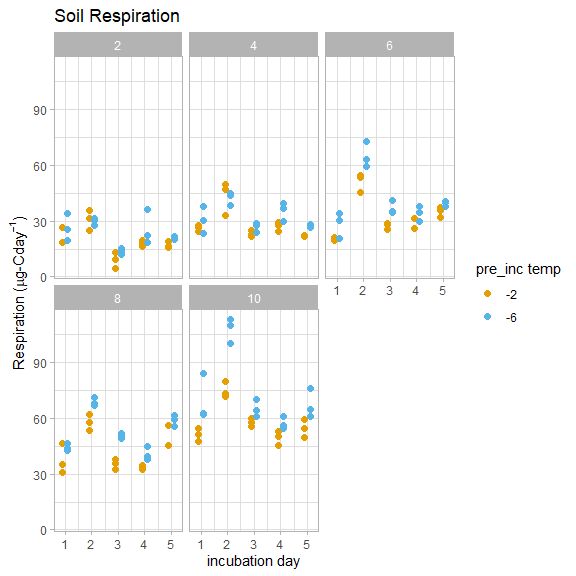 Soil Respiration
2 4 6
90
60
30
0
1 2 3 4 5
8 10
90
60
30
0
1 2 3 4 5 1 2 3 4 5
incubation day
Respiration (μg-Cday⁻¹)
pre_inc temp
-2
-6